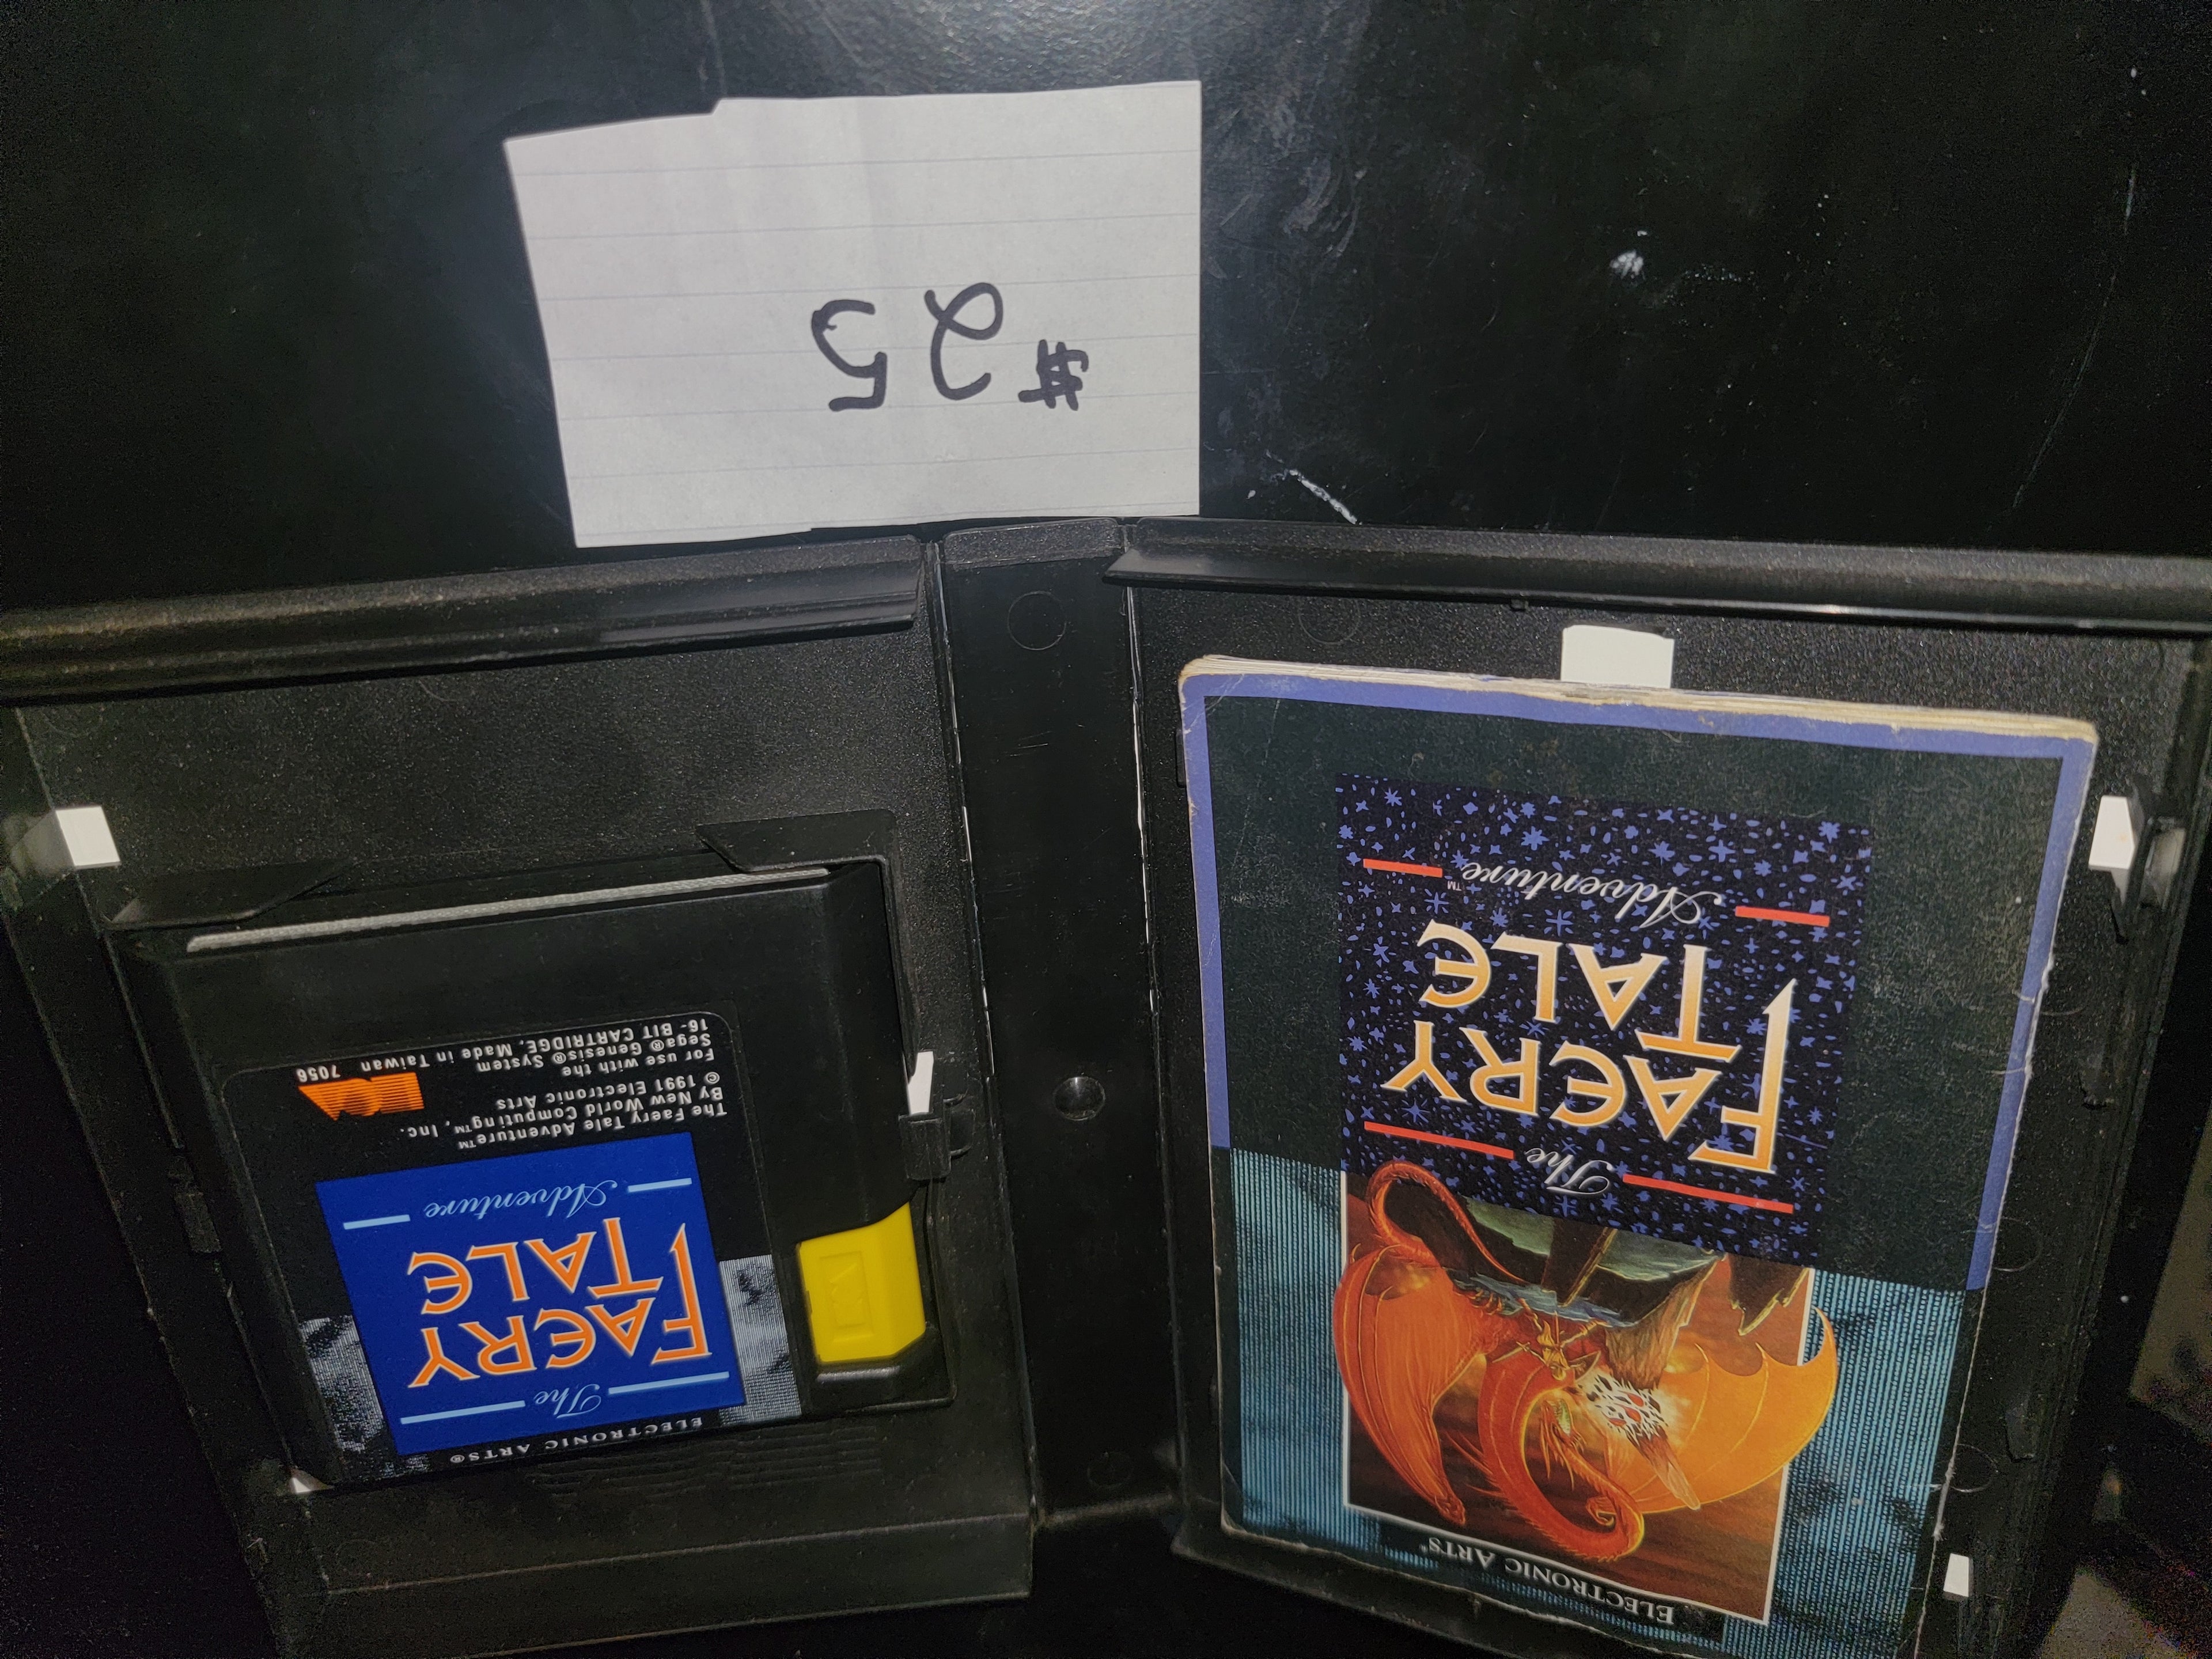 $25
ELECTRONIC ARTS®
The
FAERY
TALE
Adventure
The Faery Tale Adventure™
By New World Computing™, Inc.
© 1991 Electronic Arts
For use with the
Sega® Genesis® System
16-BIT CARTRIDGE. Made in Taiwan 7056
EA
ELECTRONIC ARTS®
The
FAERY
TALE
Adventure™